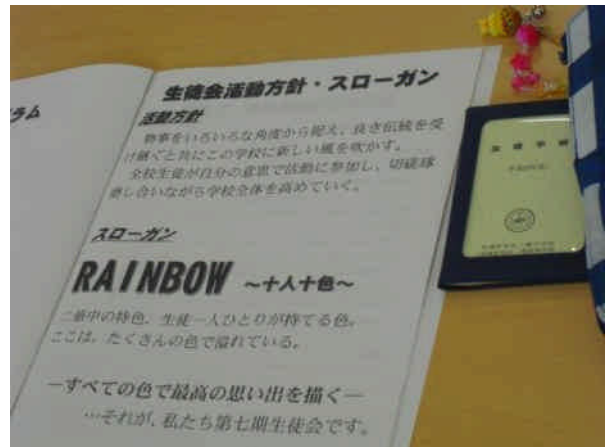 ラム
生徒会活動方針・スローガン
活動方針
物事をいろいろな角度から捉え、良き伝統を受
け継ぐと共にこの学校に新しい風を吹かす。
全校生徒が自分の意思で活動に参加し、切磋琢
磨し合いながら学校全体を高めていく。
スローガン
RAINBOW ～十人十色～
二番中の特色、生徒一人ひとりが持てる色。
ここは、たくさんの色で溢れている。
―すべての色で最高の思い出を描く―
…それが、私たち第七期生徒会です。
生徒手帳